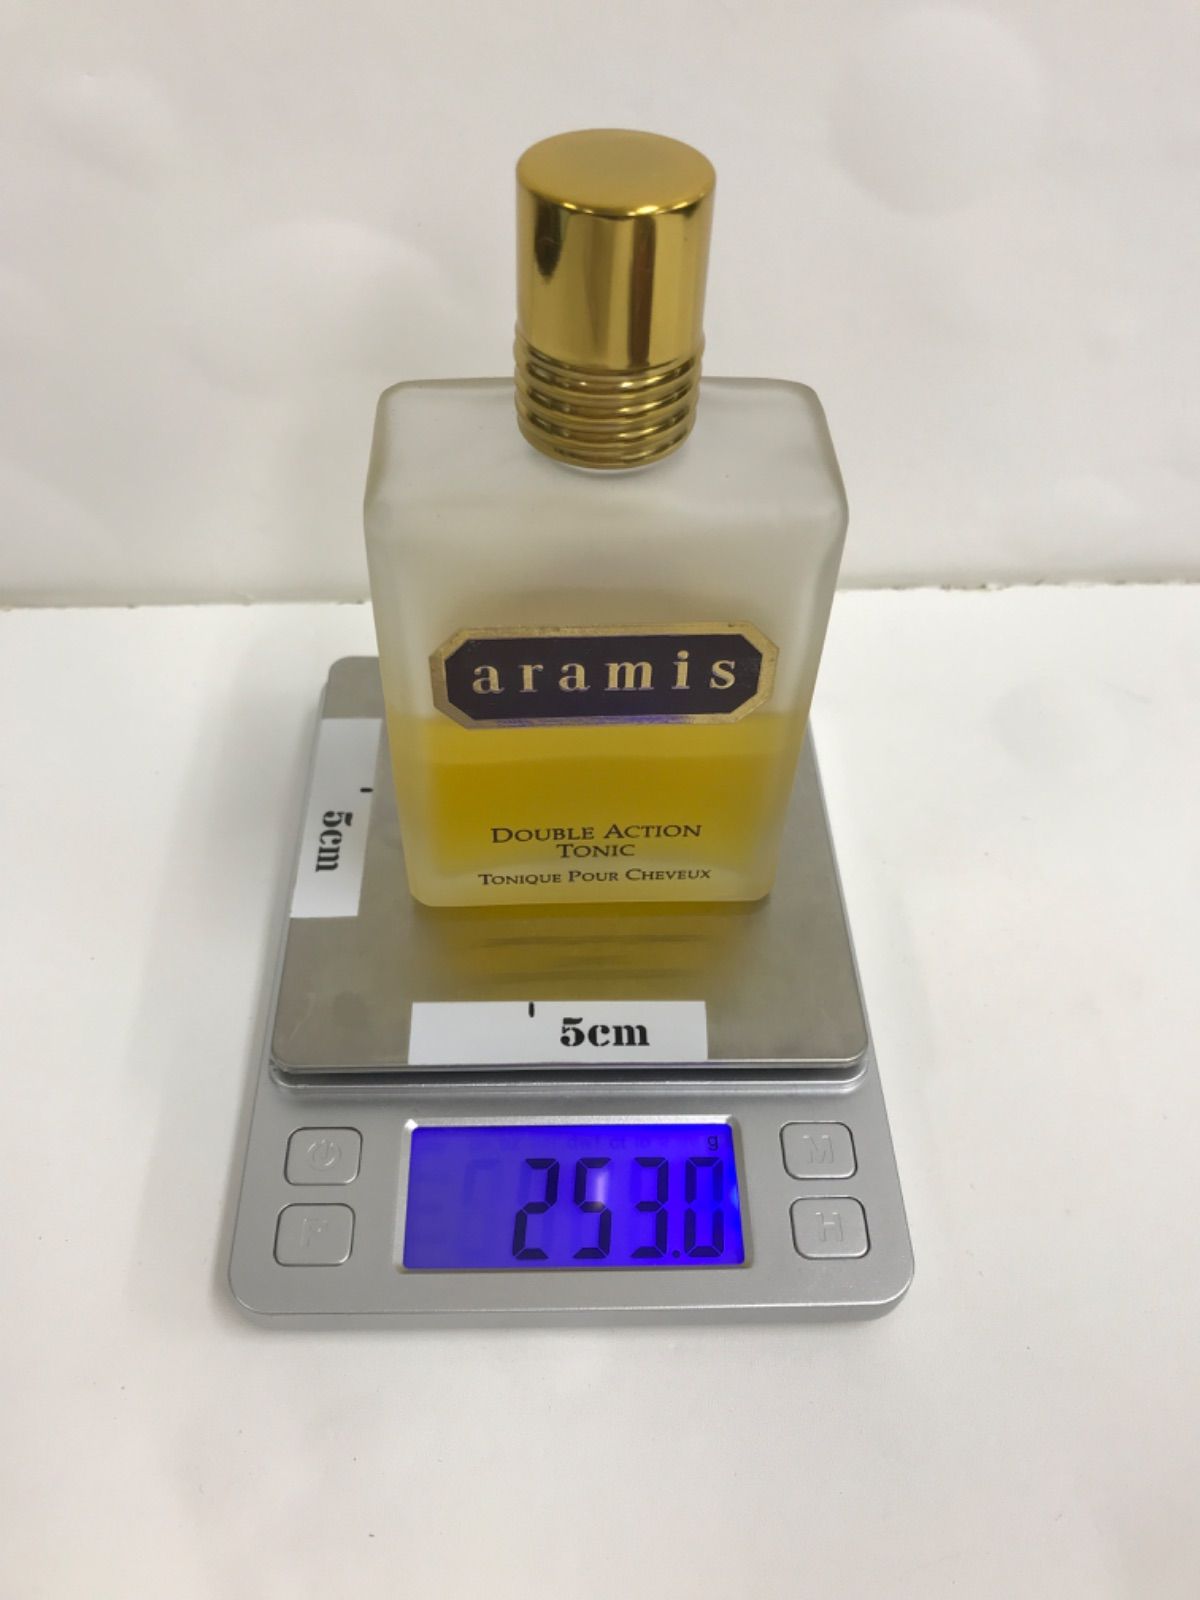 aramis
DOUBLE ACTION
TONIC
TONIQUE POUR CHEVEUX
5cm
5cm
g
253.0
M
F
H